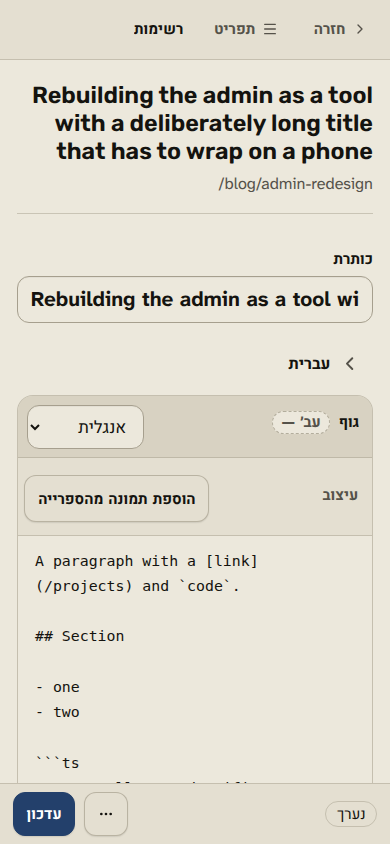 חזרה
תפריט
רשימות
Rebuilding the admin as a tool
with a deliberately long title
that has to wrap on a phone
/blog/admin-redesign
כותרת
Rebuilding the admin as a tool wi
עברית
גוף
עב׳ —
אנגלית
עיצוב
הוספת תמונה מהספרייה
A paragraph with a [link]
(/projects) and `code`.
## Section
- one
- two
```ts
נערך
···
עדכון